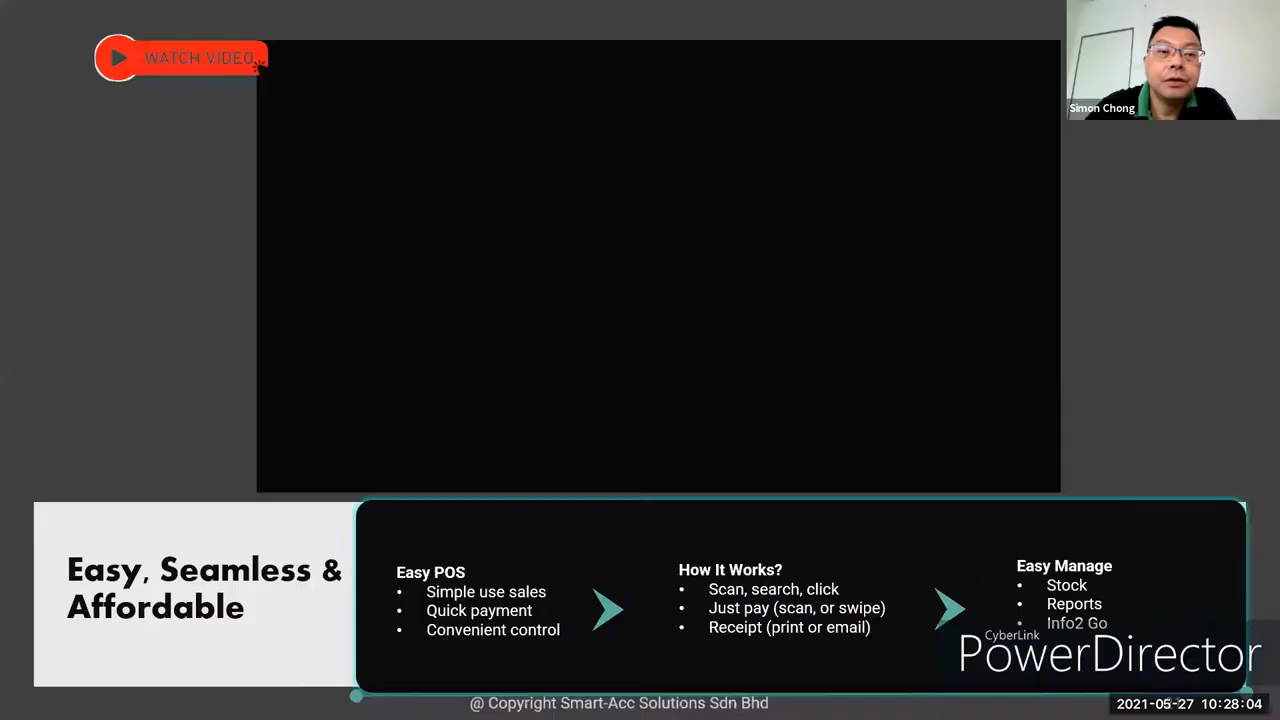 WATCH VIDEO
Simon Chong
Easy, Seamless &
Affordable
Easy POS
• Simple use sales
• Quick payment
• Convenient control
How It Works?
• Scan, search, click
• Just pay (scan, or swipe)
• Receipt (print or email)
Easy Manage
• Stock
• Reports
• Info2 Go
CyberLink
PowerDirector
@ Copyright Smart-Acc Solutions Sdn Bhd
2021-05-27 10:28:04